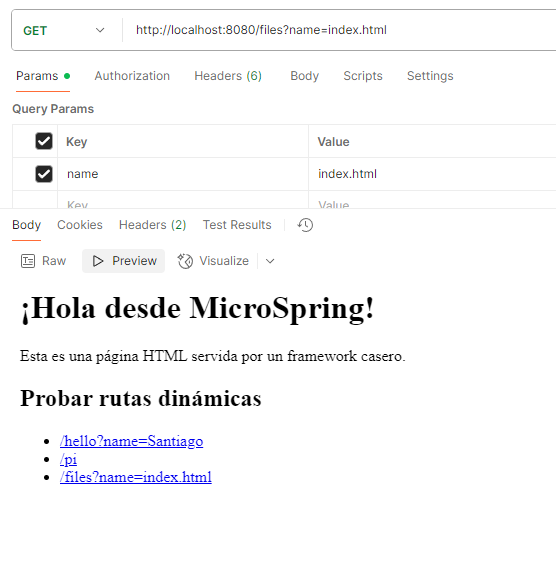 GET http://localhost:8080/files?name=index.html
Params Authorization Headers (6) Body Scripts Settings
Query Params
Key Value
name index.html
Key Value
Body Cookies Headers (2) Test Results
Raw Preview Visualize
¡Hola desde MicroSpring!
Esta es una página HTML servida por un framework casero.
Probar rutas dinámicas
/hello?name=Santiago
/pi
/files?name=index.html